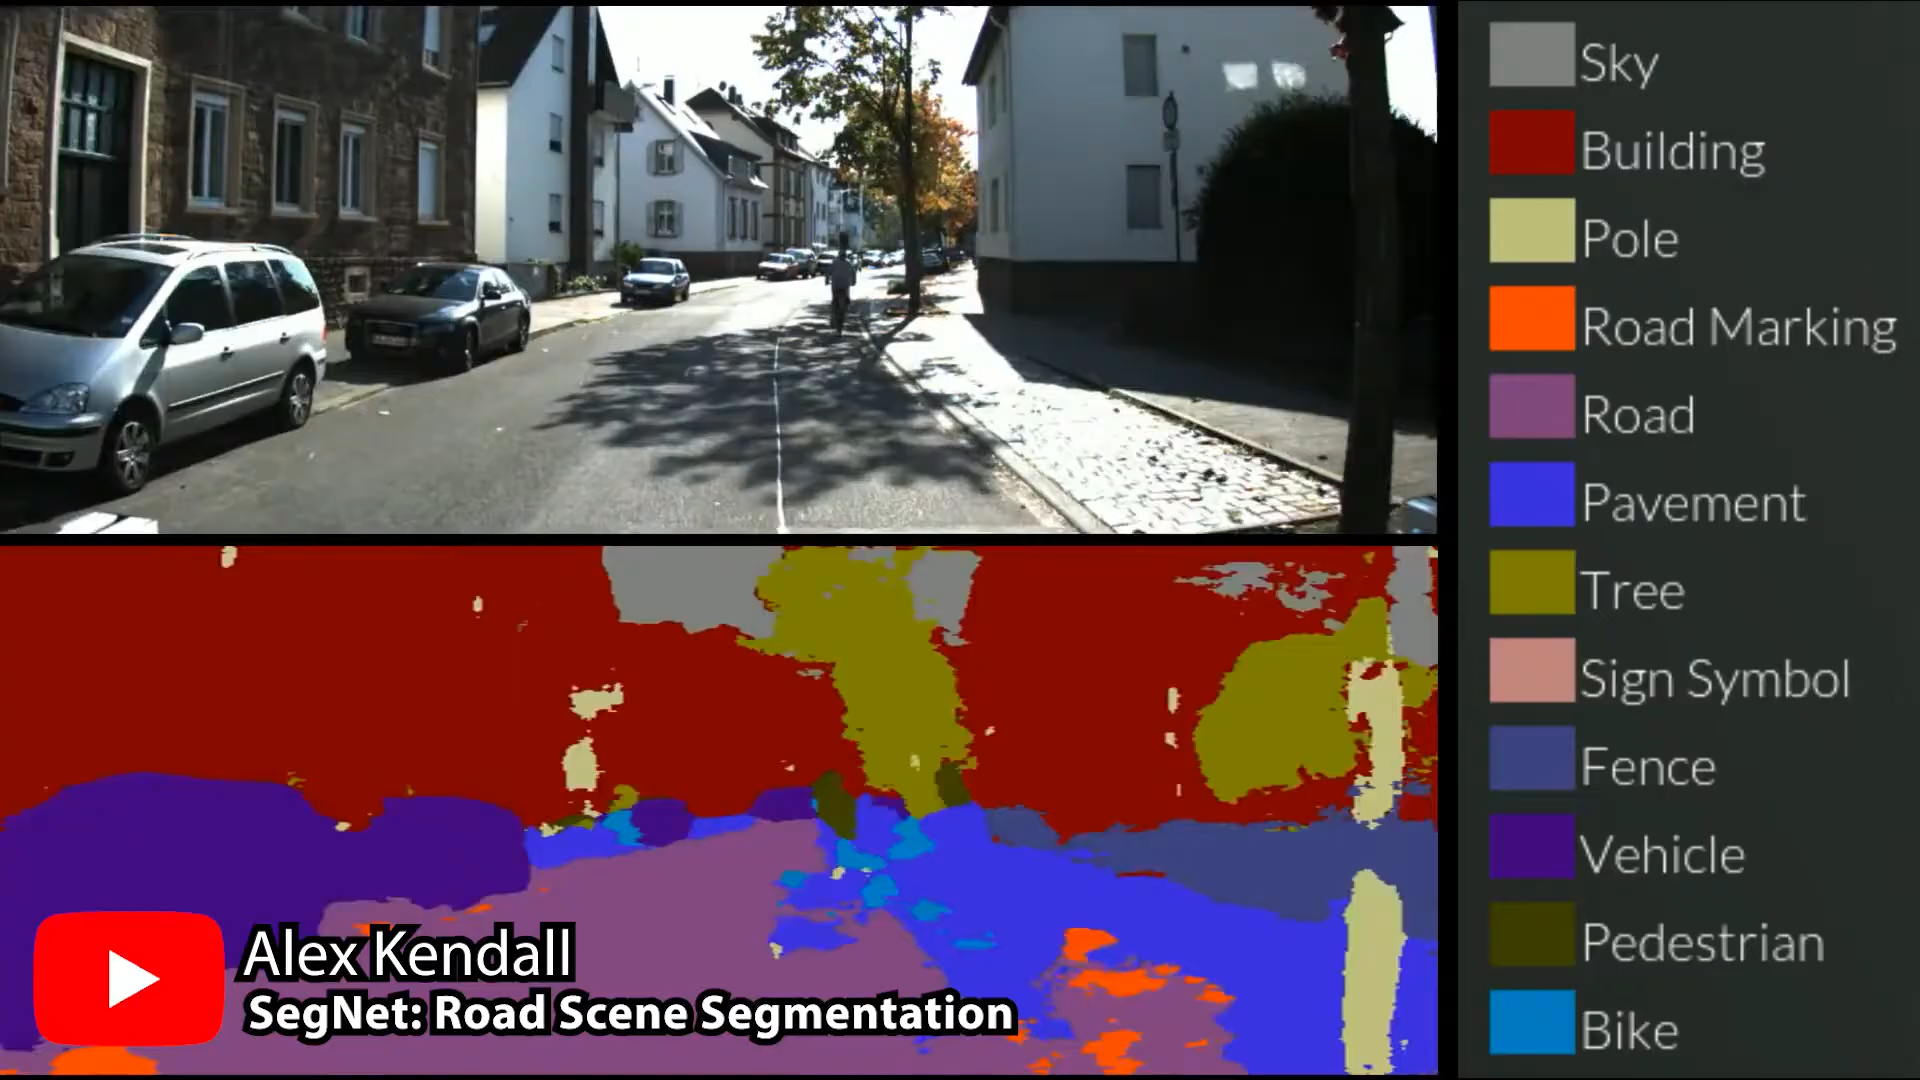 Sky
Building
Pole
Road Marking
Road
Pavement
Tree
Sign Symbol
Fence
Vehicle
Pedestrian
Bike
Alex Kendall
SegNet: Road Scene Segmentation